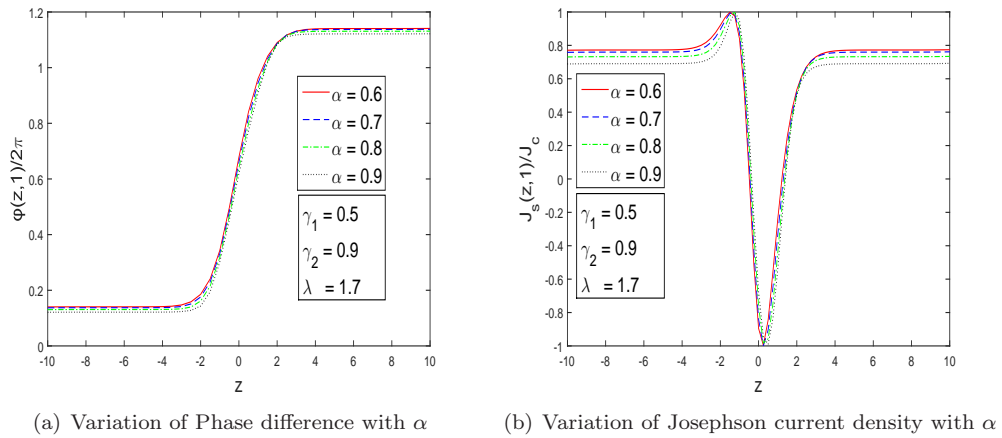 1.2
1
0.8
0.6
0.4
0.2
0
φ(z,1)/2π
α = 0.6
α = 0.7
α = 0.8
α = 0.9
γ1 = 0.5
γ2 = 0.9
λ = 1.7
-10 -8 -6 -4 -2 0 2 4 6 8 10
z
(a) Variation of Phase difference with α
1
0.8
0.6
0.4
0.2
0
-0.2
-0.4
-0.6
-0.8
-1
Js(z,1)/Jc
α = 0.6
α = 0.7
α = 0.8
α = 0.9
γ1 = 0.5
γ2 = 0.9
λ = 1.7
-10 -8 -6 -4 -2 0 2 4 6 8 10
z
(b) Variation of Josephson current density with α